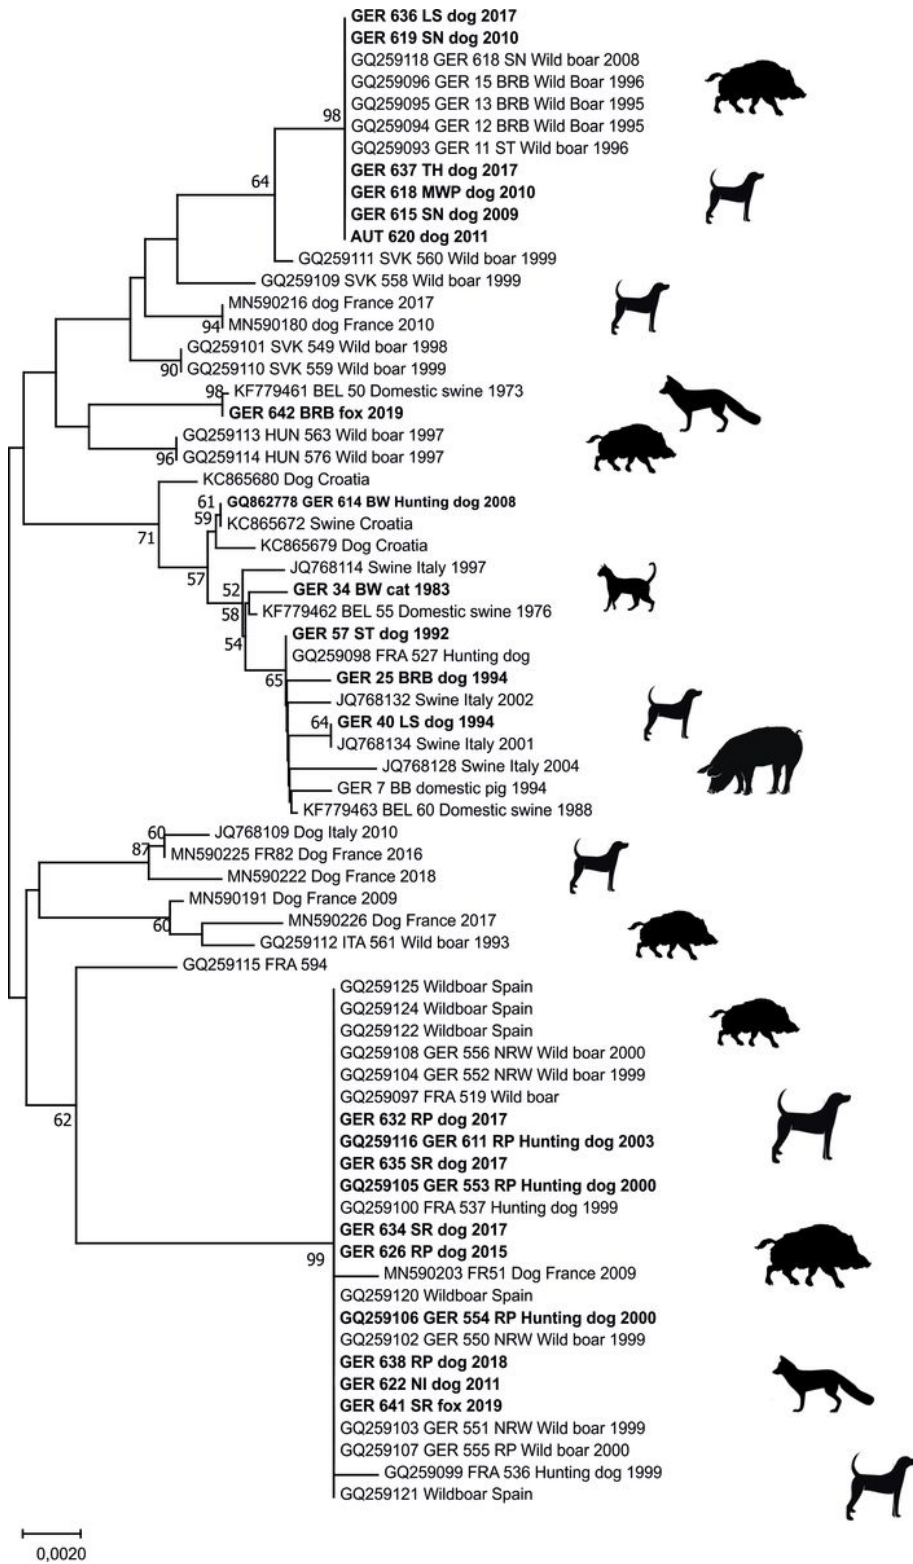 GER 636 LS dog 2017
GER 619 SN dog 2010
GQ259118 GER 618 SN Wild boar 2008
GQ259096 GER 15 BRB Wild Boar 1996
GQ259095 GER 13 BRB Wild Boar 1995
98
GQ259094 GER 12 BRB Wild Boar 1995
GQ259093 GER 11 ST Wild boar 1996
GER 637 TH dog 2017
64
GER 618 MWP dog 2010
GER 615 SN dog 2009
AUT 620 dog 2011
GQ259111 SVK 560 Wild boar 1999
GQ259109 SVK 558 Wild boar 1999
MN590216 dog France 2017
94
MN590180 dog France 2010
GQ259101 SVK 549 Wild boar 1998
90
GQ259110 SVK 559 Wild boar 1999
98
KF779461 BEL 50 Domestic swine 1973
GER 642 BRB fox 2019
GQ259113 HUN 563 Wild boar 1997
96
GQ259114 HUN 576 Wild boar 1997
KC865680 Dog Croatia
61
GQ862778 GER 614 BW Hunting dog 2008
59
KC865672 Swine Croatia
71
KC865679 Dog Croatia
57
JQ768114 Swine Italy 1997
52
GER 34 BW cat 1983
58
KF779462 BEL 55 Domestic swine 1976
54
GER 57 ST dog 1992
GQ259098 FRA 527 Hunting dog
65
GER 25 BRB dog 1994
JQ768132 Swine Italy 2002
64
GER 40 LS dog 1994
JQ768134 Swine Italy 2001
JQ768128 Swine Italy 2004
GER 7 BB domestic pig 1994
KF779463 BEL 60 Domestic swine 1988
60
JQ768109 Dog Italy 2010
87
MN590225 FR82 Dog France 2016
MN590222 Dog France 2018
MN590191 Dog France 2009
60
MN590226 Dog France 2017
GQ259112 ITA 561 Wild boar 1993
GQ259115 FRA 594
GQ259125 Wildboar Spain
GQ259124 Wildboar Spain
GQ259122 Wildboar Spain
GQ259108 GER 556 NRW Wild boar 2000
GQ259104 GER 552 NRW Wild boar 1999
GQ259097 FRA 519 Wild boar
62
GER 632 RP dog 2017
GQ259116 GER 611 RP Hunting dog 2003
GER 635 SR dog 2017
GQ259105 GER 553 RP Hunting dog 2000
GQ259100 FRA 537 Hunting dog 1999
GER 634 SR dog 2017
99
GER 626 RP dog 2015
MN590203 FR51 Dog France 2009
GQ259120 Wildboar Spain
GQ259106 GER 554 RP Hunting dog 2000
GQ259102 GER 550 NRW Wild boar 1999
GER 638 RP dog 2018
GER 622 NI dog 2011
GER 641 SR fox 2019
GQ259103 GER 551 NRW Wild boar 1999
GQ259107 GER 555 RP Wild boar 2000
GQ259099 FRA 536 Hunting dog 1999
GQ259121 Wildboar Spain
0,0020